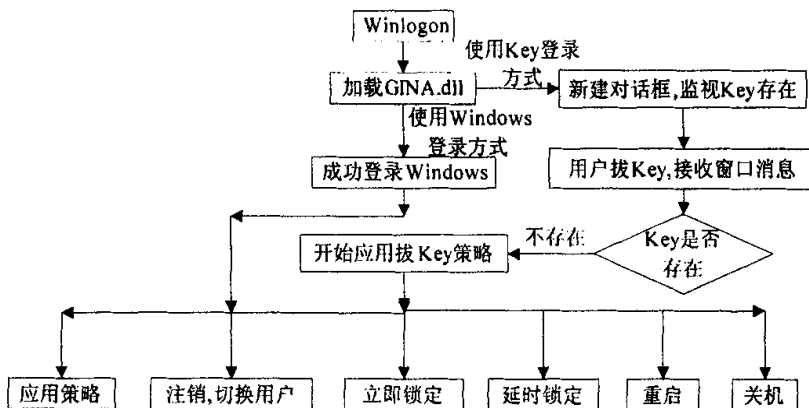 Winlogon
使用Key登录
方式
加载GINA.dll
新建对话框,监视Key存在
使用Windows
登录方式
成功登录Windows
用户拔Key,接收窗口消息
开始应用拔Key策略
不存在
Key是否
存在
应用策略
注销,切换用户
立即锁定
延时锁定
重启
关机